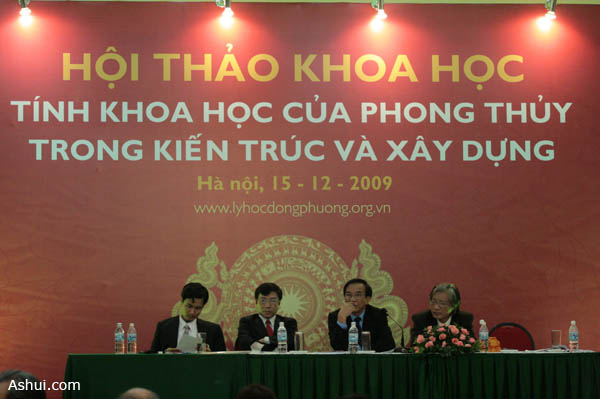 HỘI THẢO KHOA HỌC
TÍNH KHOA HỌC CỦA PHONG THỦY
TRONG KIẾN TRÚC VÀ XÂY DỰNG
Hà nội, 15 - 12 - 2009
www.lyhocdongphuong.org.vn
Ashui.com